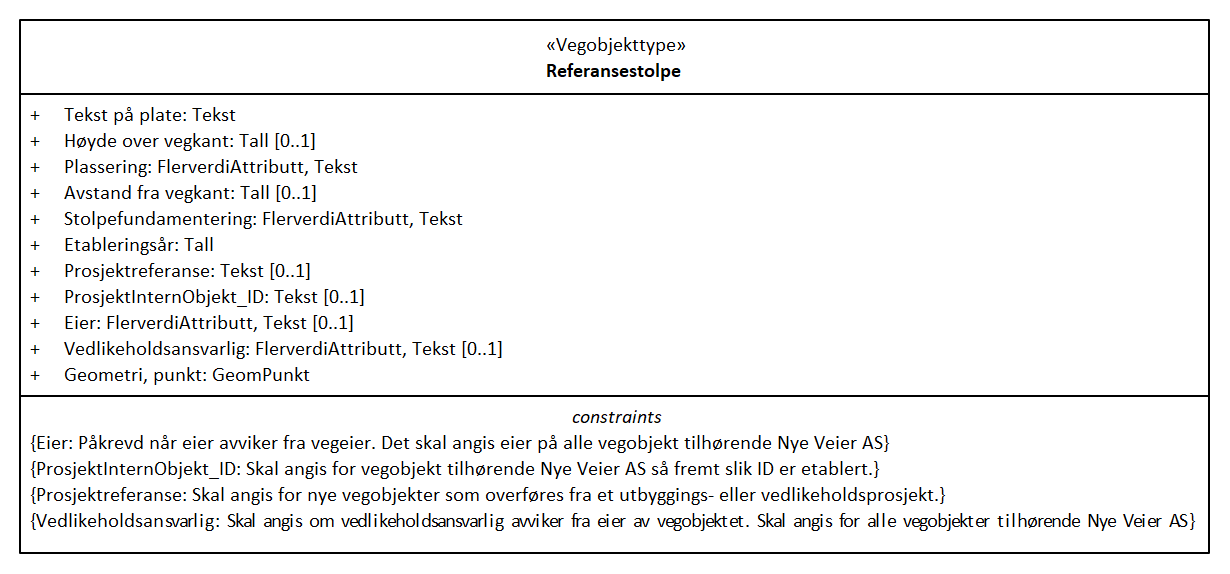 «Vegobjekttype»
Referansestolpe
+ Tekst på plate: Tekst
+ Høyde over vegkant: Tall [0..1]
+ Plassering: FlerverdiAttributt, Tekst
+ Avstand fra vegkant: Tall [0..1]
+ Stolpefundamentering: FlerverdiAttributt, Tekst
+ Etableringsår: Tall
+ Prosjektreferanse: Tekst [0..1]
+ ProsjektInternObjekt_ID: Tekst [0..1]
+ Eier: FlerverdiAttributt, Tekst [0..1]
+ Vedlikeholdsansvarlig: FlerverdiAttributt, Tekst [0..1]
+ Geometri, punkt: GeomPunkt
constraints
{Eier: Påkrevd når eier avviker fra vegeier. Det skal angis eier på alle vegobjekt tilhørende Nye Veier AS}
{ProsjektInternObjekt_ID: Skal angis for vegobjekt tilhørende Nye Veier AS så fremt slik ID er etablert.}
{Prosjektreferanse: Skal angis for nye vegobjekter som overføres fra et utbyggings- eller vedlikeholdsprosjekt.}
{Vedlikeholdsansvarlig: Skal angis om vedlikeholdsansvarlig avviker fra eier av vegobjektet. Skal angis for alle vegobjekter tilhørende Nye Veier AS}